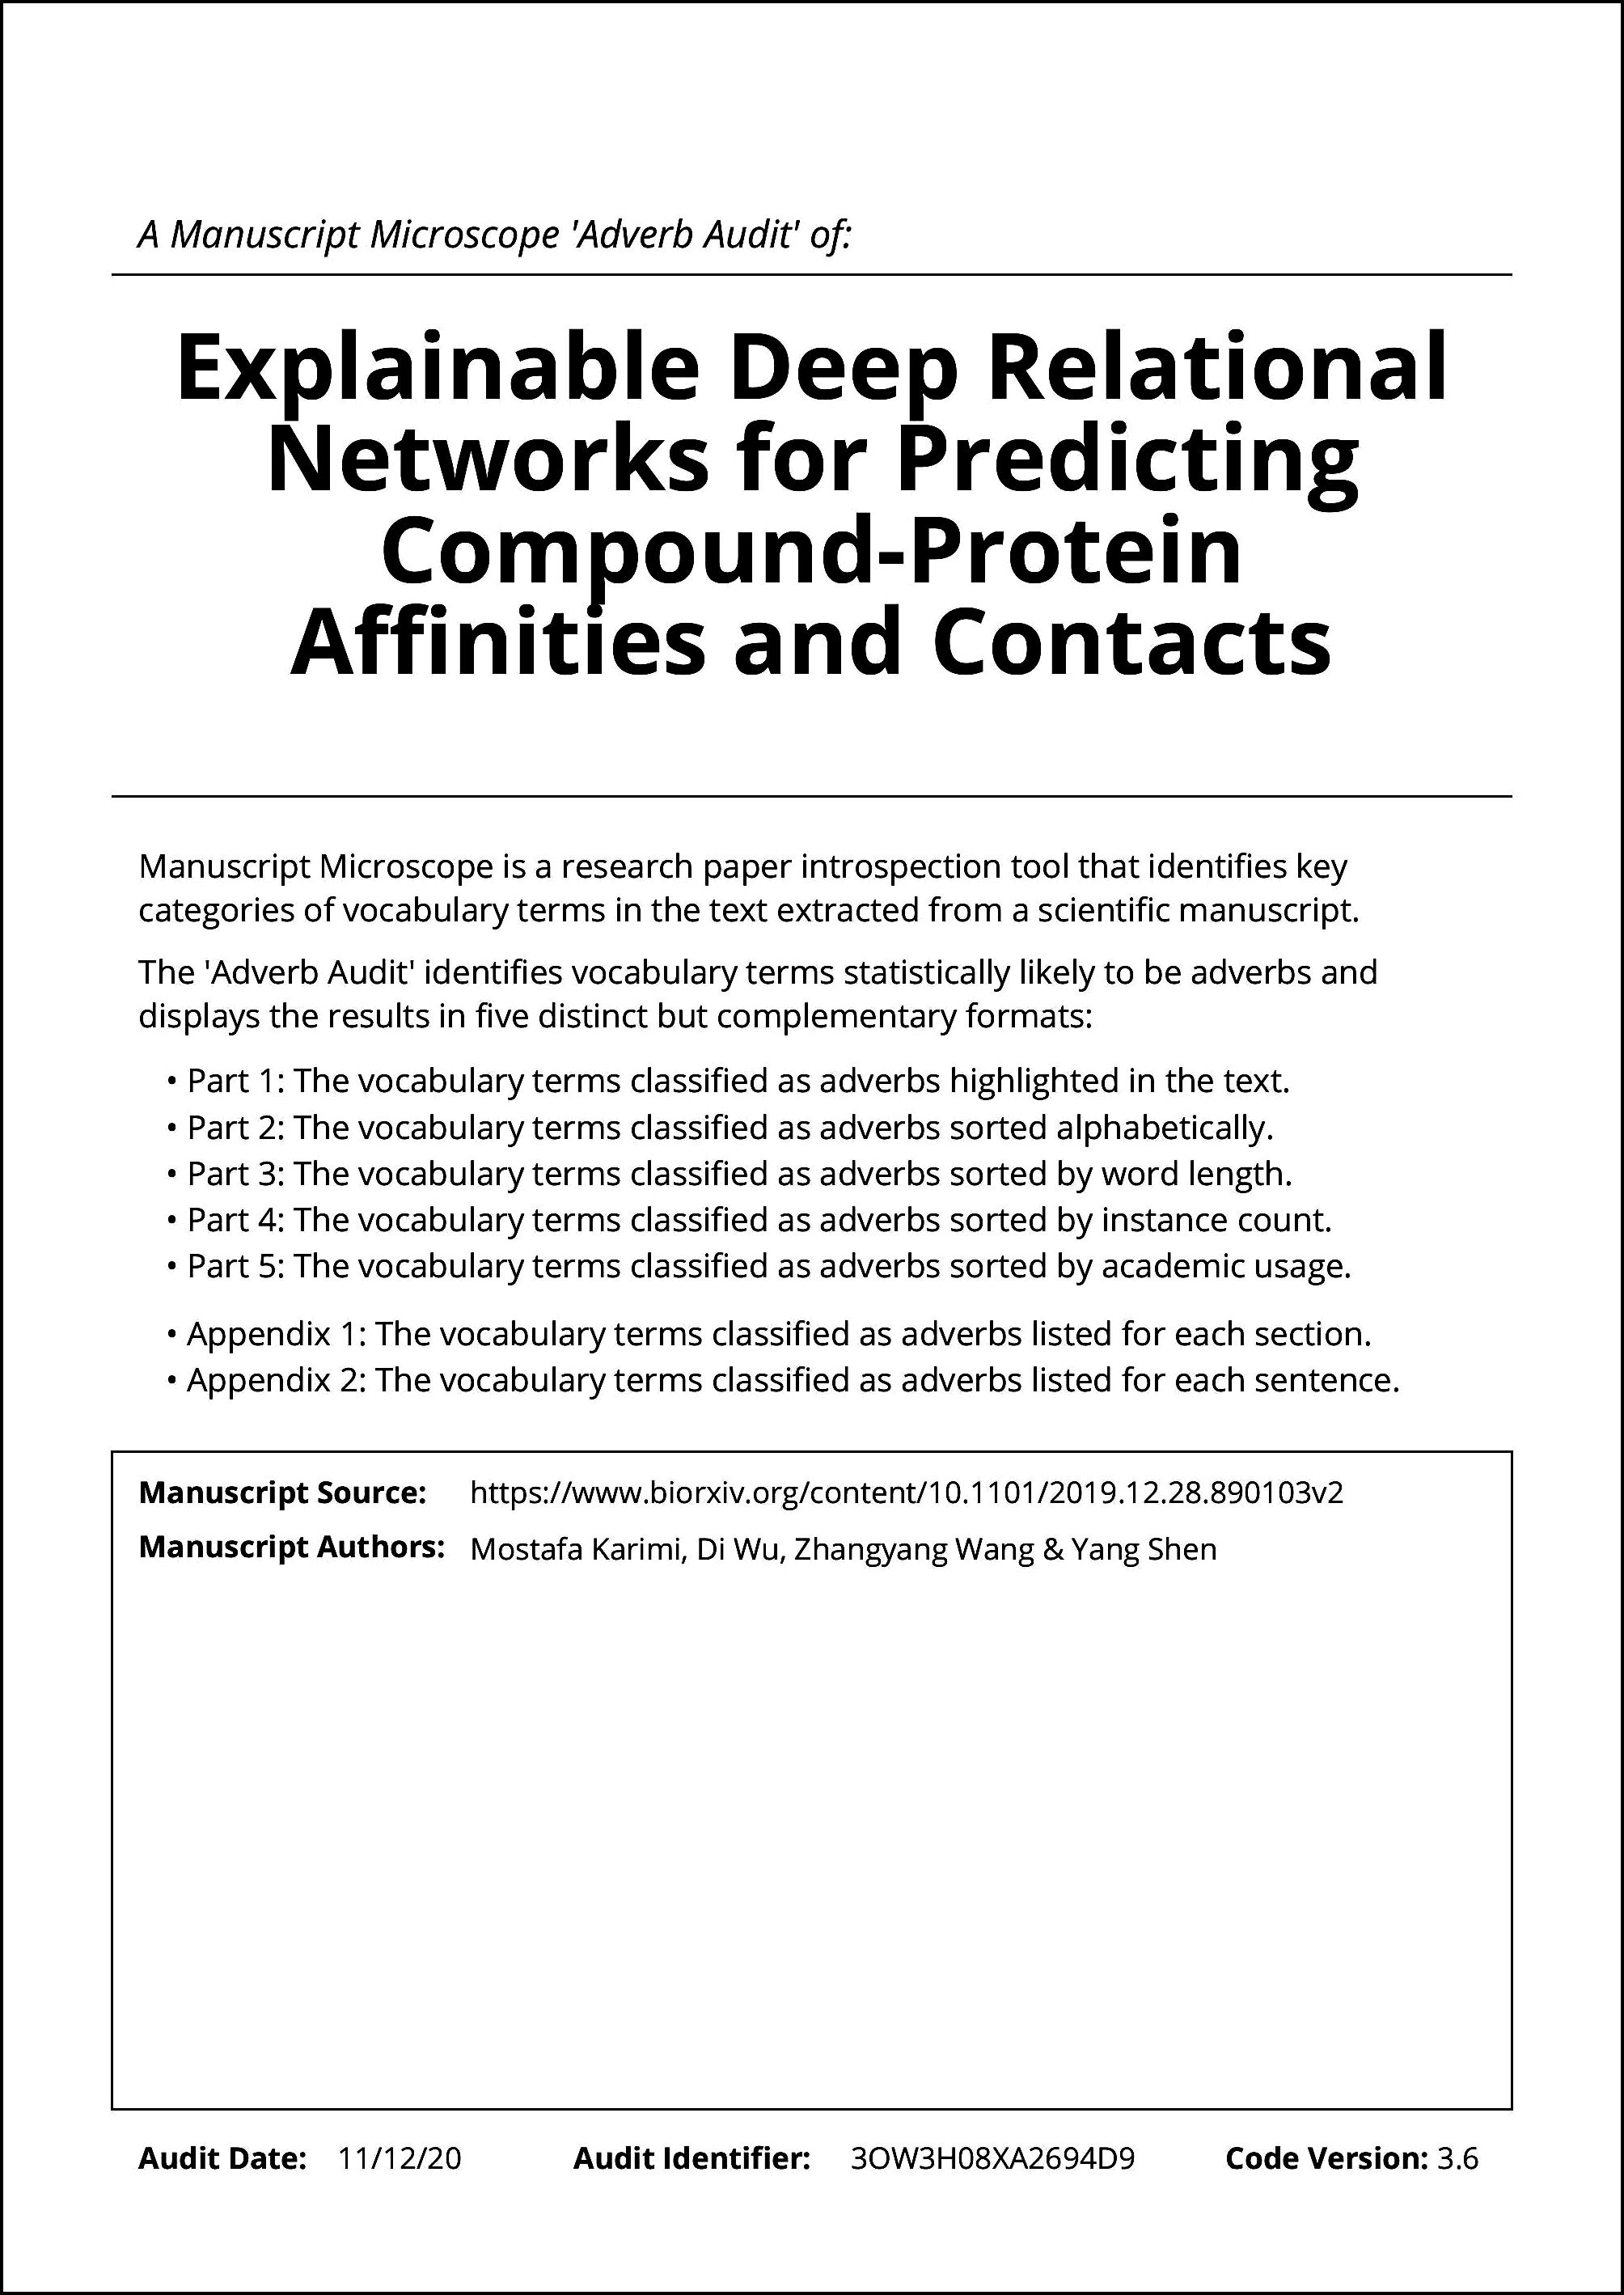 A Manuscript Microscope 'Adverb Audit' of:
Explainable Deep Relational
Networks for Predicting
Compound-Protein
Affinities and Contacts
Manuscript Microscope is a research paper introspection tool that identifies key
categories of vocabulary terms in the text extracted from a scientific manuscript.
The 'Adverb Audit' identifies vocabulary terms statistically likely to be adverbs and
displays the results in five distinct but complementary formats:
• Part 1: The vocabulary terms classified as adverbs highlighted in the text.
• Part 2: The vocabulary terms classified as adverbs sorted alphabetically.
• Part 3: The vocabulary terms classified as adverbs sorted by word length.
• Part 4: The vocabulary terms classified as adverbs sorted by instance count.
• Part 5: The vocabulary terms classified as adverbs sorted by academic usage.
• Appendix 1: The vocabulary terms classified as adverbs listed for each section.
• Appendix 2: The vocabulary terms classified as adverbs listed for each sentence.
Manuscript Source: https://www.biorxiv.org/content/10.1101/2019.12.28.890103v2
Manuscript Authors: Mostafa Karimi, Di Wu, Zhangyang Wang & Yang Shen
Audit Date: 11/12/20 Audit Identifier: 3OW3H08XA2694D9 Code Version: 3.6